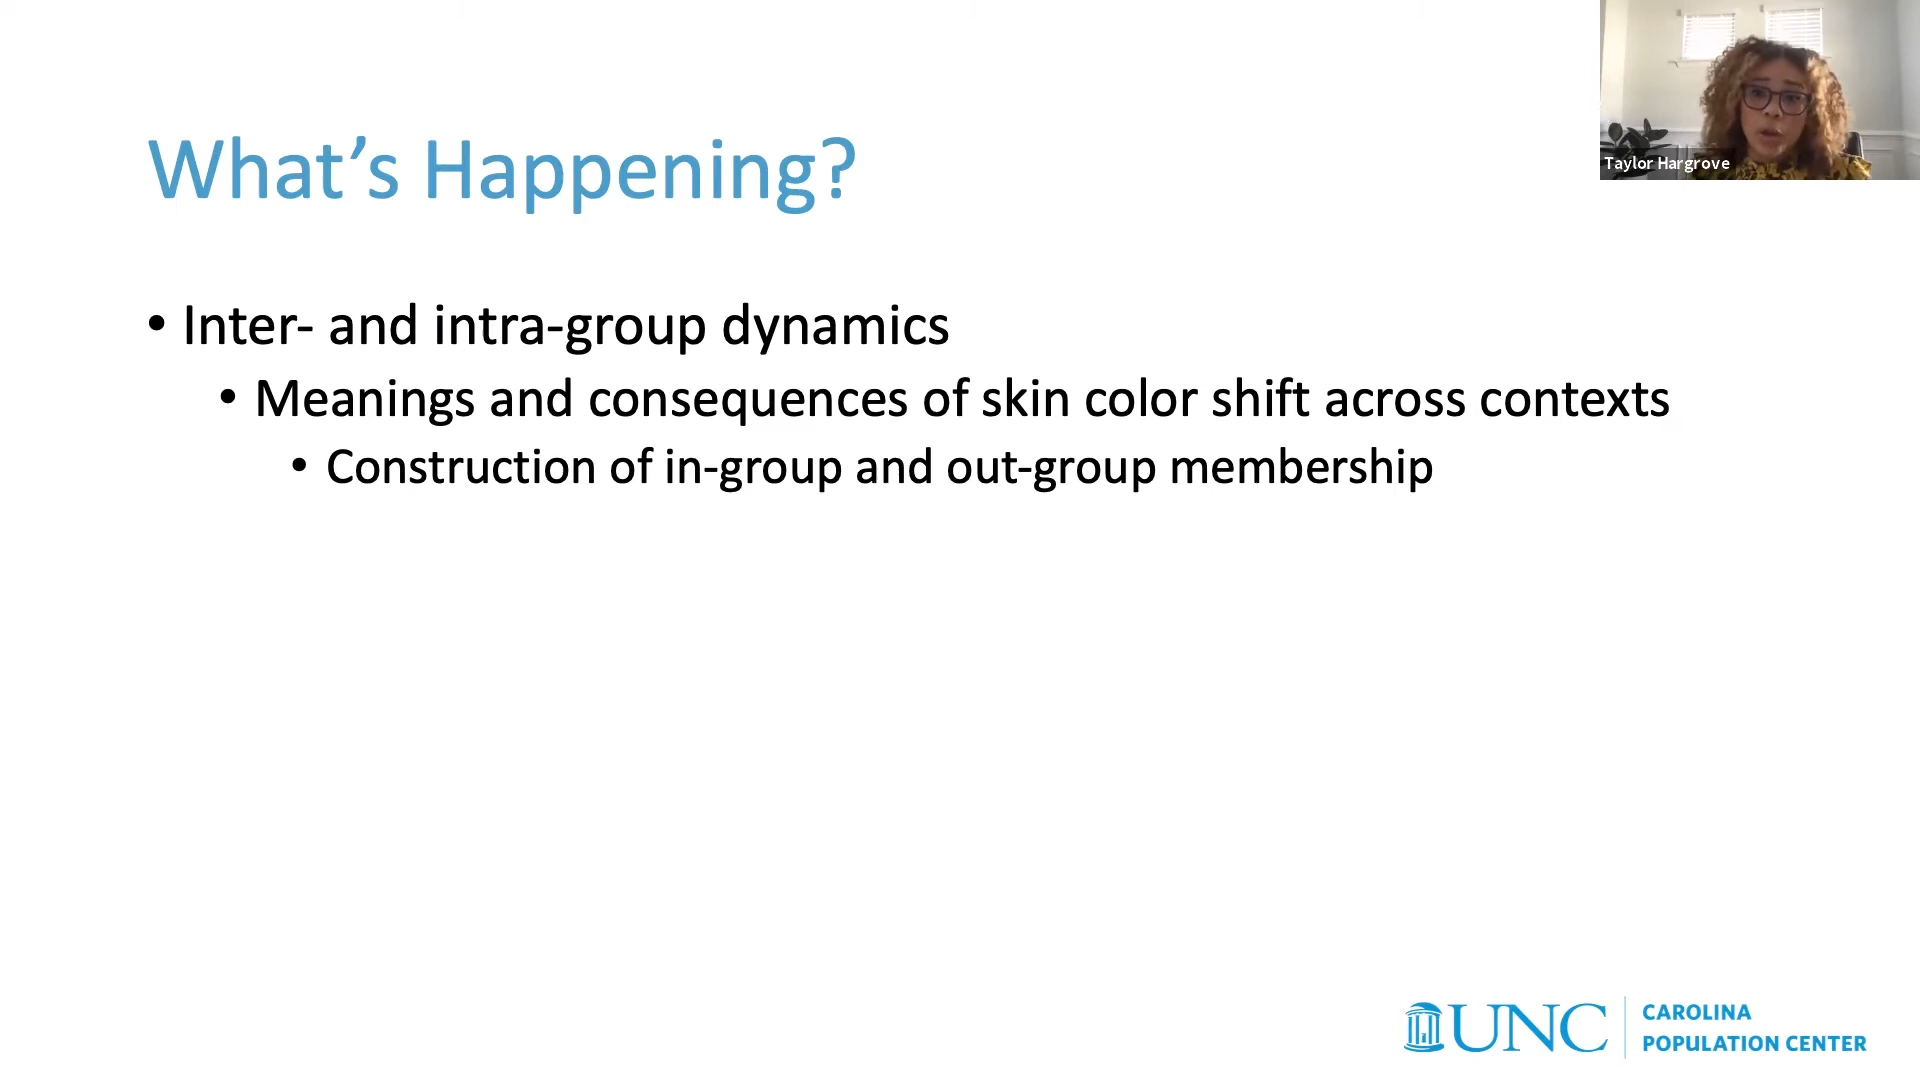 What’s Happening?
Taylor Hargrove
• Inter- and intra-group dynamics
• Meanings and consequences of skin color shift across contexts
• Construction of in-group and out-group membership
UNC
CAROLINA
POPULATION CENTER